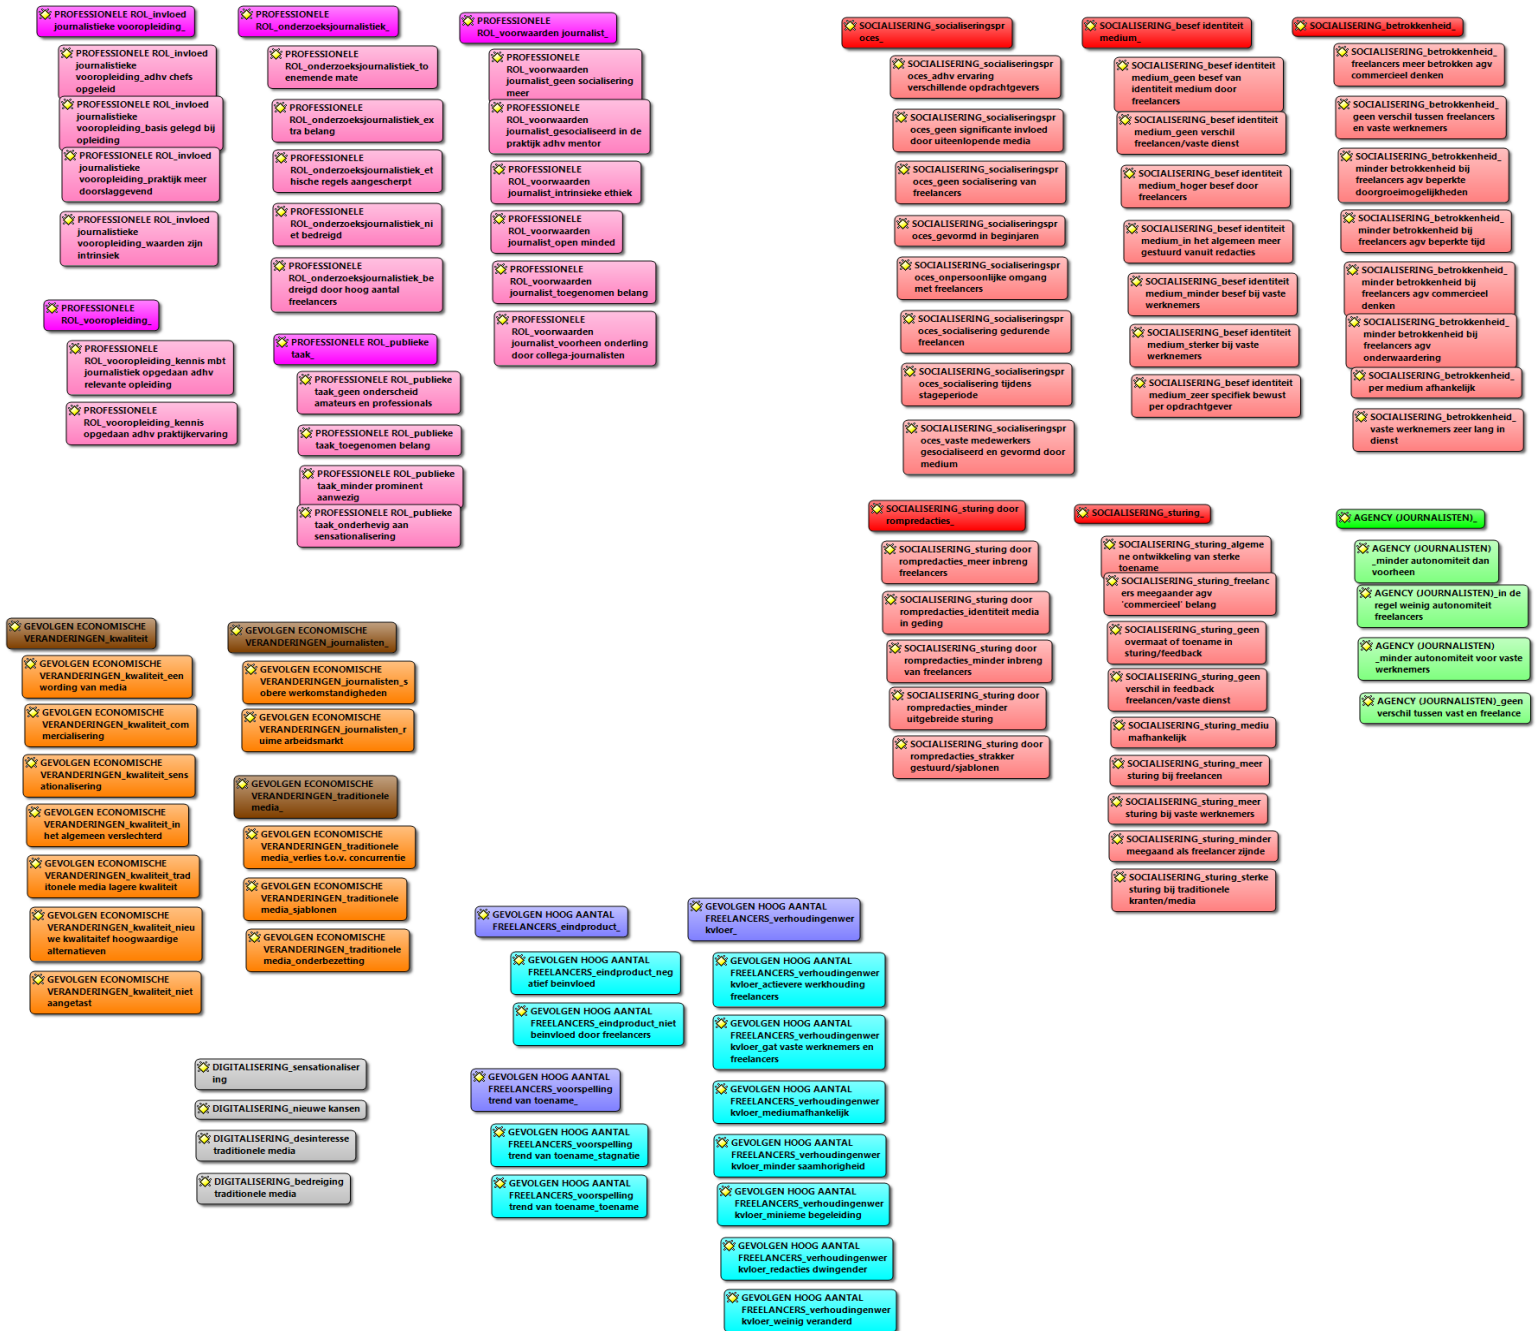 PROFESSIONELE ROL_invloed
journalistieke vooropleiding_
PROFESSIONELE ROL_invloed
journalistieke
vooropleiding_adhv chefs
opgeleid
PROFESSIONELE ROL_invloed
journalistieke
vooropleiding_basis gelegd bij
opleiding
PROFESSIONELE ROL_invloed
journalistieke
vooropleiding_praktijk meer
doorslaggevend
PROFESSIONELE ROL_invloed
journalistieke
vooropleiding_waarden zijn
intrinsiek
PROFESSIONELE
ROL_vooropleiding_
PROFESSIONELE
ROL_vooropleiding_kennis mbt
journalistiek opgedaan adhv
relevante opleiding
PROFESSIONELE
ROL_vooropleiding_kennis
opgedaan adhv praktijkervaring
PROFESSIONELE
ROL_onderzoeksjournalistiek_
PROFESSIONELE
ROL_onderzoeksjournalistiek_to
enemende mate
PROFESSIONELE
ROL_onderzoeksjournalistiek_ex
tra belang
PROFESSIONELE
ROL_onderzoeksjournalistiek_et
hische regels aangescherpt
PROFESSIONELE
ROL_onderzoeksjournalistiek_ni
et bedreigd
PROFESSIONELE
ROL_onderzoeksjournalistiek_be
dreigd door hoog aantal
freelancers
PROFESSIONELE ROL_publieke
taak_
PROFESSIONELE ROL_publieke
taak_geen onderscheid
amateurs en professionals
PROFESSIONELE ROL_publieke
taak_toegenomen belang
PROFESSIONELE ROL_publieke
taak_minder prominent
aanwezig
PROFESSIONELE ROL_publieke
taak_onderhevig aan
sensationalisering
PROFESSIONELE
ROL_voorwaarden journalist_
PROFESSIONELE
ROL_voorwaarden
journalist_geen socialisering
meer
PROFESSIONELE
ROL_voorwaarden
journalist_gesocialiseerd in de
praktijk adhv mentor
PROFESSIONELE
ROL_voorwaarden
journalist_intrinsieke ethiek
PROFESSIONELE
ROL_voorwaarden
journalist_open minded
PROFESSIONELE
ROL_voorwaarden
journalist_toegenomen belang
PROFESSIONELE
ROL_voorwaarden
journalist_voorheen onderling
door collega-journalisten
SOCIALISERING_socialiseringspr
oces_
SOCIALISERING_socialiseringspr
oces_adhv ervaring
verschillende opdrachtgevers
SOCIALISERING_socialiseringspr
oces_geen significante invloed
door uiteenlopende media
SOCIALISERING_socialiseringspr
oces_geen socialisering van
freelancers
SOCIALISERING_socialiseringspr
oces_gevormd in beginjaren
SOCIALISERING_socialiseringspr
oces_onpersoonlijke omgang
met freelancers
SOCIALISERING_socialiseringspr
oces_socialisering gedurende
freelancen
SOCIALISERING_socialiseringspr
oces_socialisering tijdens
stageperiode
SOCIALISERING_socialiseringspr
oces_vaste medewerkers
gesocialiseerd en gevormd door
medium
SOCIALISERING_besef identiteit
medium_
SOCIALISERING_besef identiteit
medium_geen besef van
identiteit medium door
freelancers
SOCIALISERING_besef identiteit
medium_geen verschil
freelancen/vaste dienst
SOCIALISERING_besef identiteit
medium_hoger besef door
freelancers
SOCIALISERING_besef identiteit
medium_in het algemeen meer
gestuurd vanuit redacties
SOCIALISERING_besef identiteit
medium_minder besef bij vaste
werknemers
SOCIALISERING_besef identiteit
medium_sterker bij vaste
werknemers
SOCIALISERING_besef identiteit
medium_zeer specifiek bewust
per opdrachtgever
SOCIALISERING_betrokkenheid_
SOCIALISERING_betrokkenheid_
freelancers meer betrokken agv
commercieel denken
SOCIALISERING_betrokkenheid_
geen verschil tussen freelancers
en vaste werknemers
SOCIALISERING_betrokkenheid_
minder betrokkenheid bij
freelancers agv beperkte
doorgroeimogelijkheden
SOCIALISERING_betrokkenheid_
minder betrokkenheid bij
freelancers agv beperkte tijd
SOCIALISERING_betrokkenheid_
minder betrokkenheid bij
freelancers agv commercieel
denken
SOCIALISERING_betrokkenheid_
minder betrokkenheid bij
freelancers agv
onderwaardering
SOCIALISERING_betrokkenheid_
per medium afhankelijk
SOCIALISERING_betrokkenheid_
vaste werknemers zeer lang in
dienst
SOCIALISERING_sturing door
rompredacties_
SOCIALISERING_sturing door
rompredacties_meer inbreng
freelancers
SOCIALISERING_sturing door
rompredacties_identiteit media
in geding
SOCIALISERING_sturing door
rompredacties_minder inbreng
van freelancers
SOCIALISERING_sturing door
rompredacties_minder
uitgebreide sturing
SOCIALISERING_sturing door
rompredacties_strakker
gestuurd/sjablonen
SOCIALISERING_sturing_
SOCIALISERING_sturing_algeme
ne ontwikkeling van sterke
toename
SOCIALISERING_sturing_freelanc
ers meegaander agv
'commercieel' belang
SOCIALISERING_sturing_geen
overmaat of toename in
sturing/feedback
SOCIALISERING_sturing_geen
verschil in feedback
freelancen/vaste dienst
SOCIALISERING_sturing_mediu
mafhankelijk
SOCIALISERING_sturing_meer
sturing bij freelancen
SOCIALISERING_sturing_meer
sturing bij vaste werknemers
SOCIALISERING_sturing_minder
meegaand als freelancer zijnde
SOCIALISERING_sturing_sterke
sturing bij traditionele
kranten/media
AGENCY (JOURNALISTEN)_
AGENCY (JOURNALISTEN)
_minder autonomiteit dan
voorheen
AGENCY (JOURNALISTEN)_in de
regel weinig autonomiteit
freelancers
AGENCY (JOURNALISTEN)
_minder autonomiteit voor vaste
werknemers
AGENCY (JOURNALISTEN)_geen
verschil tussen vast en freelance
GEVOLGEN ECONOMISCHE
VERANDERINGEN_kwaliteit
GEVOLGEN ECONOMISCHE
VERANDERINGEN_kwaliteit_een
wording van media
GEVOLGEN ECONOMISCHE
VERANDERINGEN_kwaliteit_com
mercialisering
GEVOLGEN ECONOMISCHE
VERANDERINGEN_kwaliteit_sens
ationalisering
GEVOLGEN ECONOMISCHE
VERANDERINGEN_kwaliteit_in
het algemeen verslechterd
GEVOLGEN ECONOMISCHE
VERANDERINGEN_kwaliteit_trad
itonele media lagere kwaliteit
GEVOLGEN ECONOMISCHE
VERANDERINGEN_kwaliteit_nieu
we kwalitaitef hoogwaardige
alternatieven
GEVOLGEN ECONOMISCHE
VERANDERINGEN_kwaliteit_niet
aangetast
GEVOLGEN ECONOMISCHE
VERANDERINGEN_journalisten_
GEVOLGEN ECONOMISCHE
VERANDERINGEN_journalisten_s
obere werkomstandigheden
GEVOLGEN ECONOMISCHE
VERANDERINGEN_journalisten_r
uime arbeidsmarkt
GEVOLGEN ECONOMISCHE
VERANDERINGEN_traditionele
media_
GEVOLGEN ECONOMISCHE
VERANDERINGEN_traditionele
media_verlies t.o.v. concurrentie
GEVOLGEN ECONOMISCHE
VERANDERINGEN_traditionele
media_sjablonen
GEVOLGEN ECONOMISCHE
VERANDERINGEN_traditionele
media_onderbezetting
DIGITALISERING_sensationaliser
ing
DIGITALISERING_nieuwe kansen
DIGITALISERING_desinteresse
traditionele media
DIGITALISERING_bedreiging
traditionele media
GEVOLGEN HOOG AANTAL
FREELANCERS_eindproduct_
GEVOLGEN HOOG AANTAL
FREELANCERS_eindproduct_neg
atief beinvloed
GEVOLGEN HOOG AANTAL
FREELANCERS_eindproduct_niet
beinvloed door freelancers
GEVOLGEN HOOG AANTAL
FREELANCERS_voorspelling
trend van toename_
GEVOLGEN HOOG AANTAL
FREELANCERS_voorspelling
trend van toename_stagnatie
GEVOLGEN HOOG AANTAL
FREELANCERS_voorspelling
trend van toename_toename
GEVOLGEN HOOG AANTAL
FREELANCERS_verhoudingenwer
kvloer_
GEVOLGEN HOOG AANTAL
FREELANCERS_verhoudingenwer
kvloer_actievere werkhouding
freelancers
GEVOLGEN HOOG AANTAL
FREELANCERS_verhoudingenwer
kvloer_gat vaste werknemers en
freelancers
GEVOLGEN HOOG AANTAL
FREELANCERS_verhoudingenwer
kvloer_mediumafhankelijk
GEVOLGEN HOOG AANTAL
FREELANCERS_verhoudingenwer
kvloer_minder saamhorigheid
GEVOLGEN HOOG AANTAL
FREELANCERS_verhoudingenwer
kvloer_minieme begeleiding
GEVOLGEN HOOG AANTAL
FREELANCERS_verhoudingenwer
kvloer_redacties dwingender
GEVOLGEN HOOG AANTAL
FREELANCERS_verhoudingenwer
kvloer_weinig veranderd